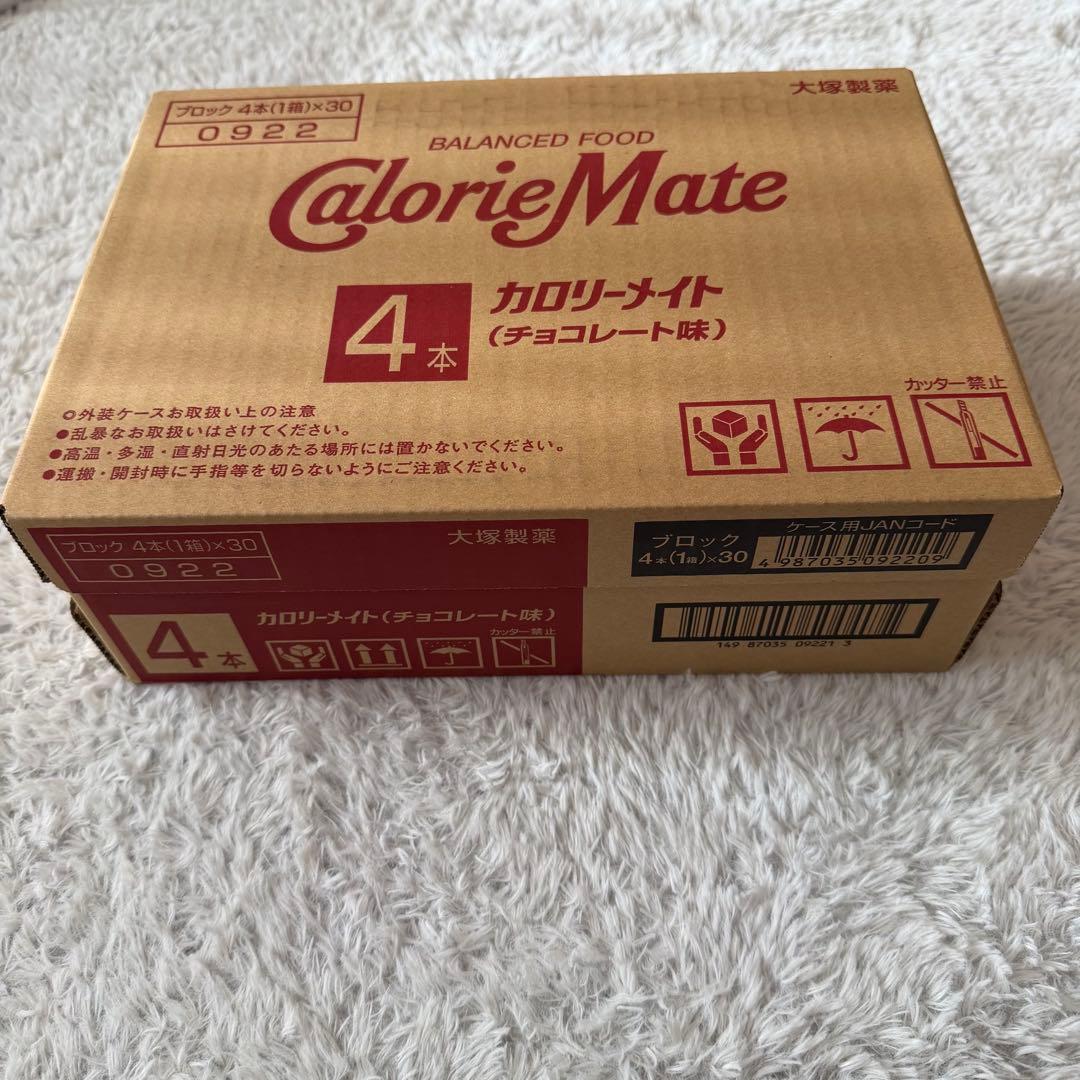 ブロック 4本(1箱)×30
0922
大塚製薬
BALANCED FOOD
CalorieMate
4本
カロリーメイト
(チョコレート味)
◎外装ケースお取扱い上の注意
●乱暴なお取扱いはさけてください。
●高温・多湿・直射日光のあたる場所には置かないでください。
●運搬・開封時に手指等を切らないようにご注意ください。
カッター禁止
ブロック 4本(1箱)×30
0922
大塚製薬
ブロック
4本(1箱)×30
ケース用JANコード
4 987035 092209
4本
カロリーメイト(チョコレート味)
カッター禁止
149 87035 09221 3